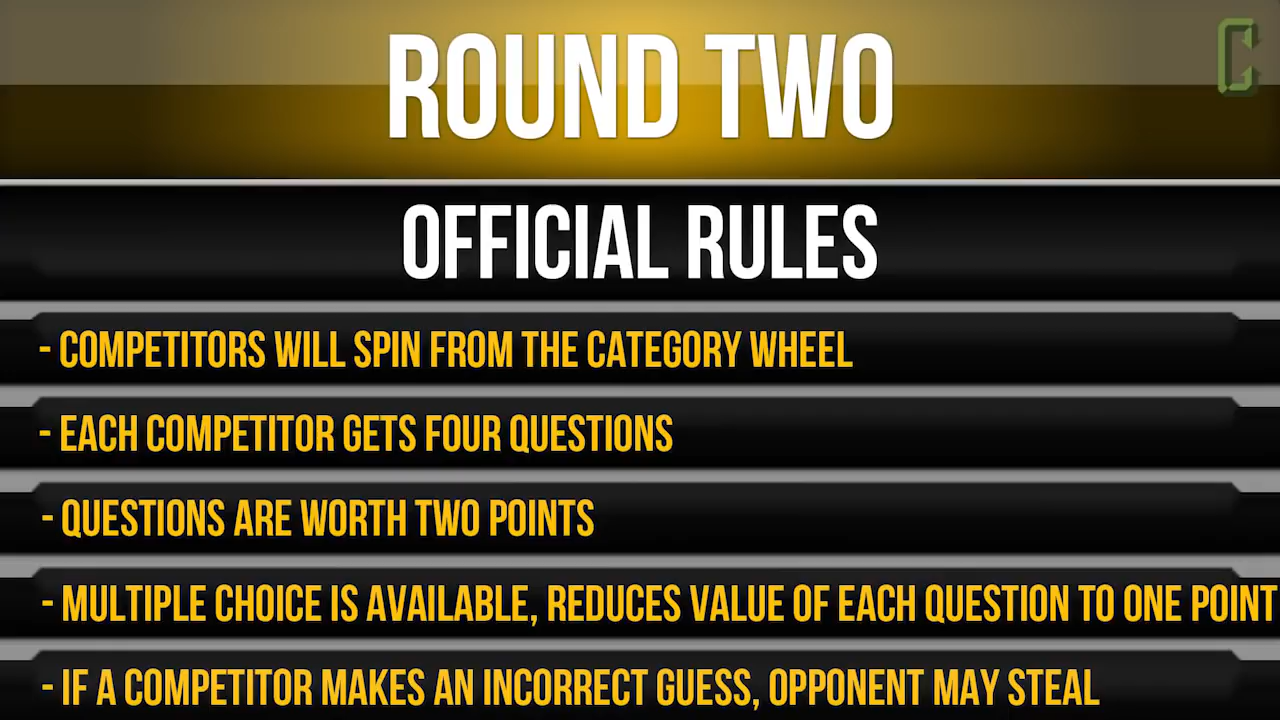 ROUND TWO
OFFICIAL RULES
- COMPETITORS WILL SPIN FROM THE CATEGORY WHEEL
- EACH COMPETITOR GETS FOUR QUESTIONS
- QUESTIONS ARE WORTH TWO POINTS
- MULTIPLE CHOICE IS AVAILABLE, REDUCES VALUE OF EACH QUESTION TO ONE POINT
- IF A COMPETITOR MAKES AN INCORRECT GUESS, OPPONENT MAY STEAL